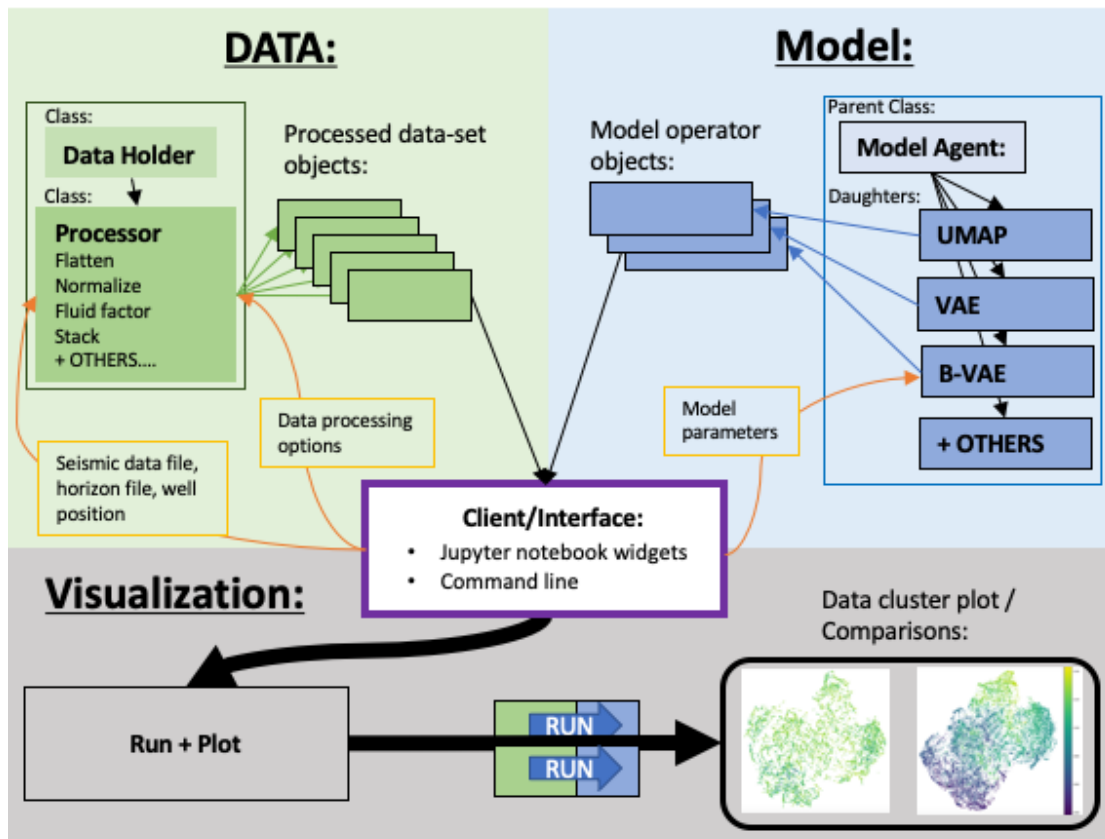 DATA:
Class:
Data Holder
Class:
Processor
Flatten
Normalize
Fluid factor
Stack
+ OTHERS....
Processed data-set
objects:
Data processing
options
Seismic data file,
horizon file, well
position
Model:
Model operator
objects:
Parent Class:
Model Agent:
Daughters:
UMAP
VAE
B-VAE
+ OTHERS
Model
parameters
Client/Interface:
• Jupyter notebook widgets
• Command line
Visualization:
Run + Plot
RUN
RUN
Data cluster plot /
Comparisons: